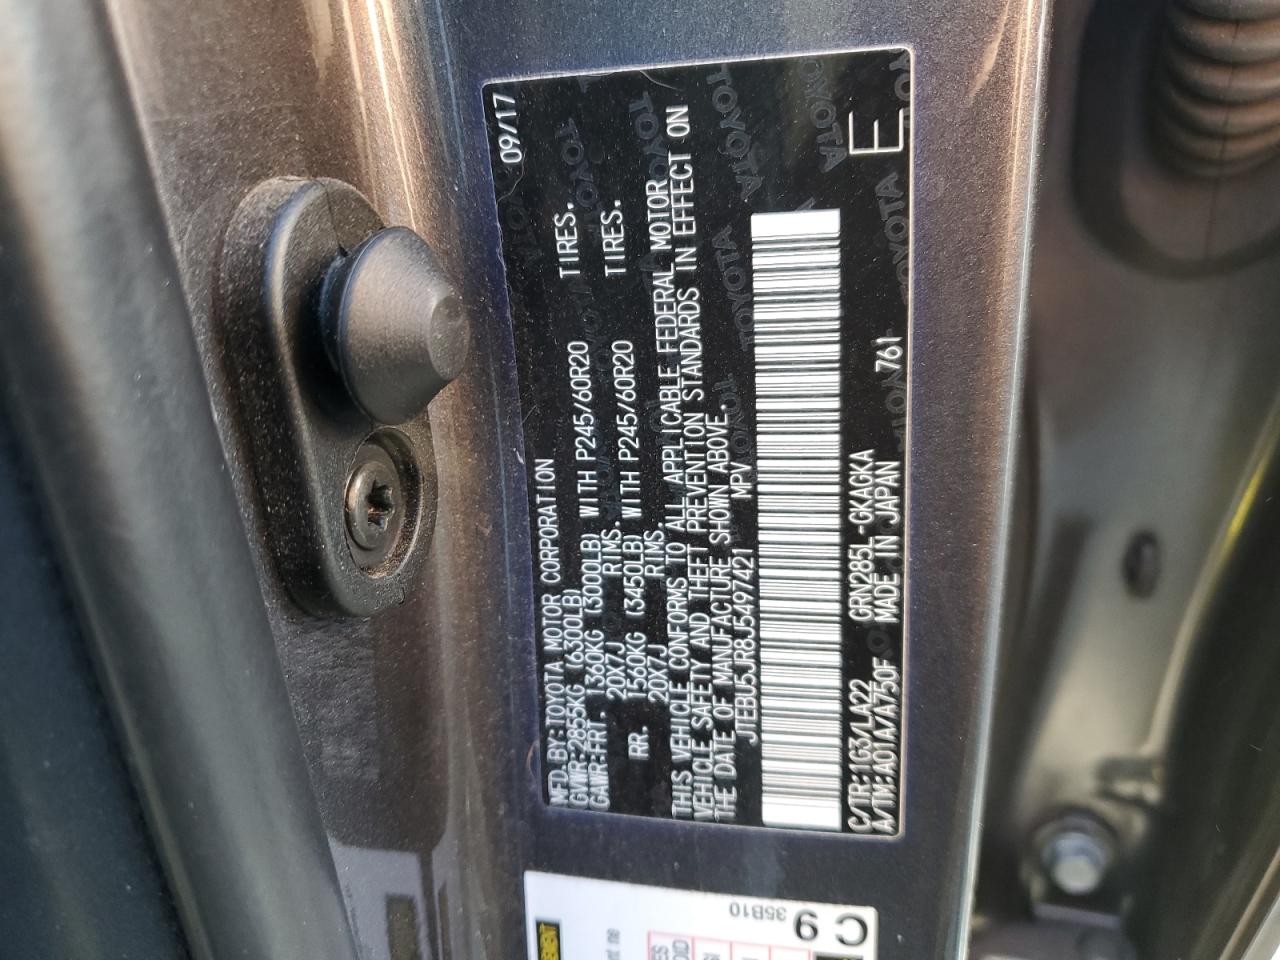 MFD. BY: TOYOTA MOTOR CORPORATION 09/17
GVWR: 2855KG (6300LB)
GAWR: FRT. 1360KG (3000LB) WITH P245/60R20 TIRES.
20X7J RIMS.
RR. 1560KG (3450LB) WITH P245/60R20 TIRES.
20X7J RIMS.
THIS VEHICLE CONFORMS TO ALL APPLICABLE FEDERAL MOTOR
VEHICLE SAFETY AND THEFT PREVENTION STANDARDS IN EFFECT ON
THE DATE OF MANUFACTURE SHOWN ABOVE.
JTEBU5JR8J5497421 MPV
C/TR: 1G3/LA22 GRN285L-GKAGKA 761
A/TM: A01A/A750F MADE IN JAPAN E
C 9
35B10